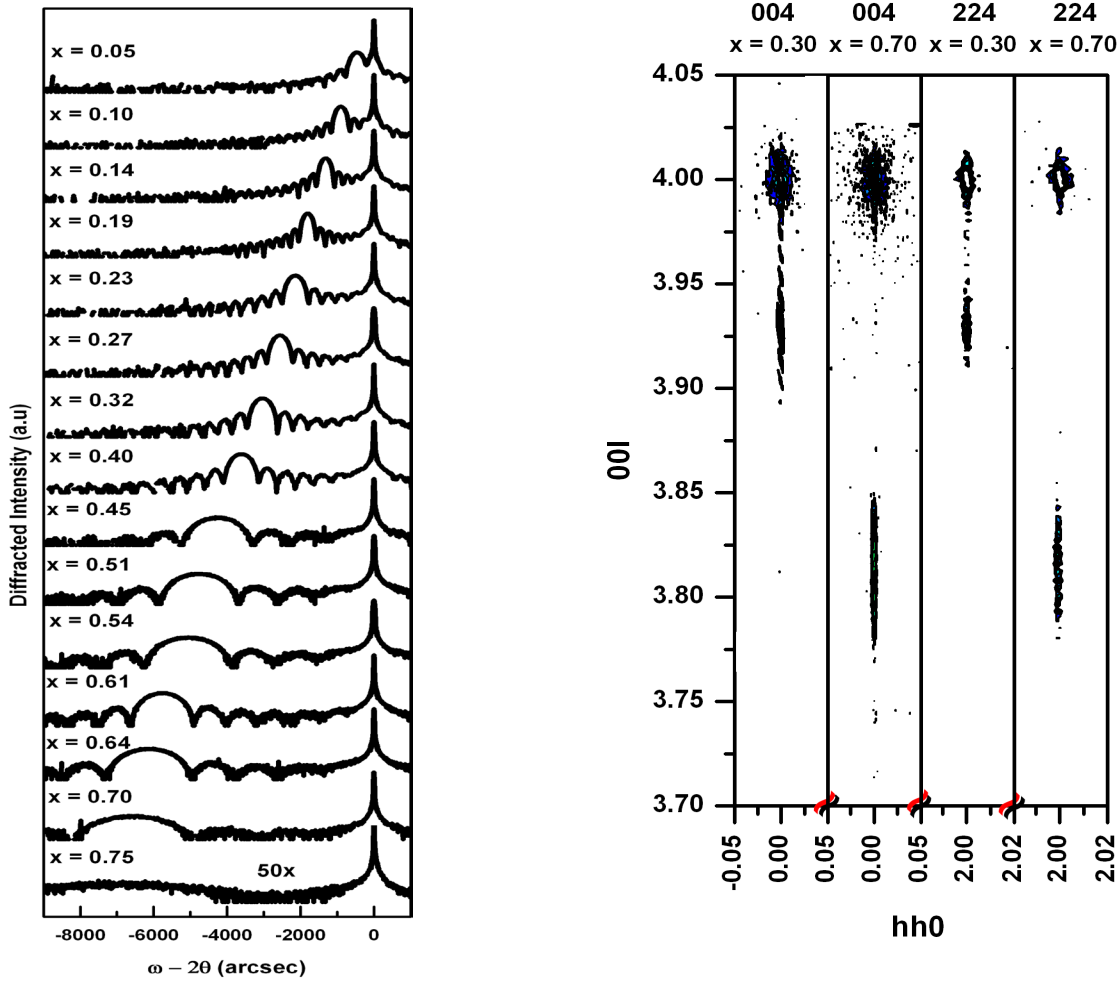 x = 0.05
x = 0.10
x = 0.14
x = 0.19
x = 0.23
x = 0.27
x = 0.32
x = 0.40
x = 0.45
x = 0.51
x = 0.54
x = 0.61
x = 0.64
x = 0.70
x = 0.75
50x
Diffracted Intensity (a.u)
-8000 -6000 -4000 -2000 0
ω – 2θ (arcsec)
004 004 224 224
x = 0.30 x = 0.70 x = 0.30 x = 0.70
4.05
4.00
3.95
3.90
3.85
3.80
3.75
3.70
00l
-0.05 0.00 0.05 0.00 0.05 2.00 2.02 2.00 2.02
hh0